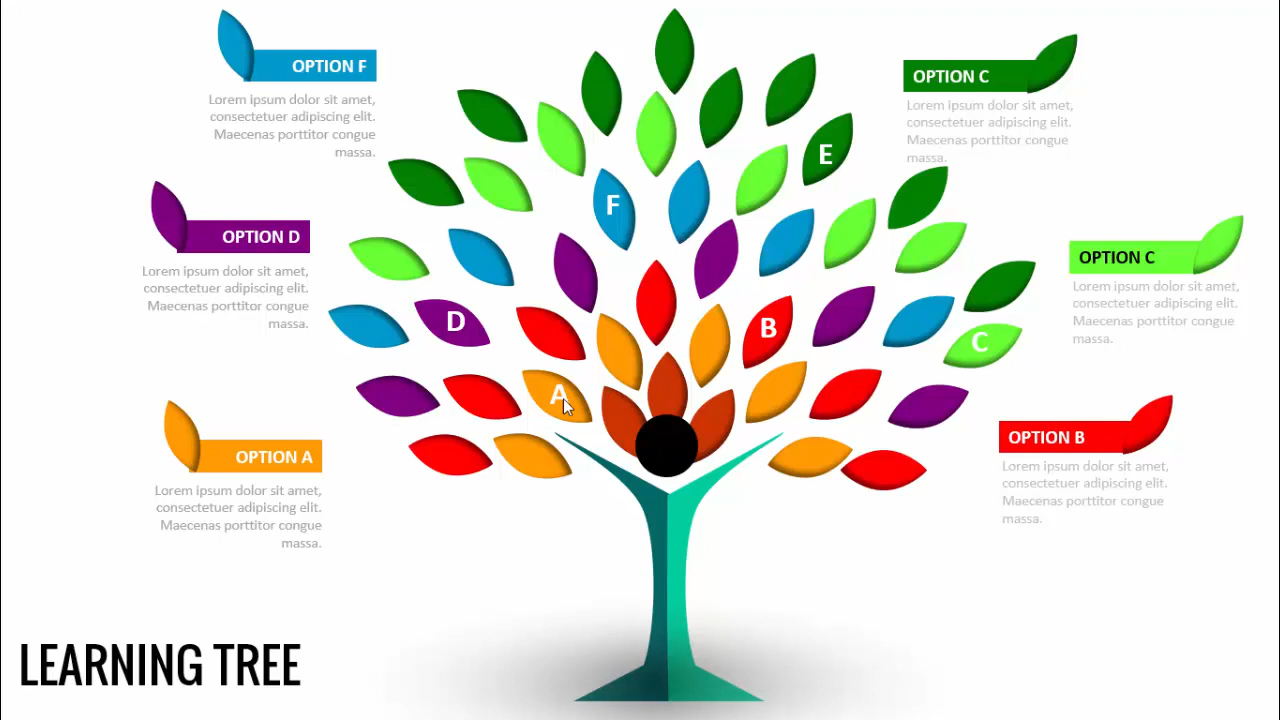 OPTION F
Lorem ipsum dolor sit amet,
consectetuer adipiscing elit.
Maecenas porttitor congue
massa.
OPTION D
Lorem ipsum dolor sit amet,
consectetuer adipiscing elit.
Maecenas porttitor congue
massa.
OPTION A
Lorem ipsum dolor sit amet,
consectetuer adipiscing elit.
Maecenas porttitor congue
massa.
E
F
D
B
C
A
OPTION C
Lorem ipsum dolor sit amet,
consectetuer adipiscing elit.
Maecenas porttitor congue
massa.
OPTION C
Lorem ipsum dolor sit amet,
consectetuer adipiscing elit.
Maecenas porttitor congue
massa.
OPTION B
Lorem ipsum dolor sit amet,
consectetuer adipiscing elit.
Maecenas porttitor congue
massa.
LEARNING TREE